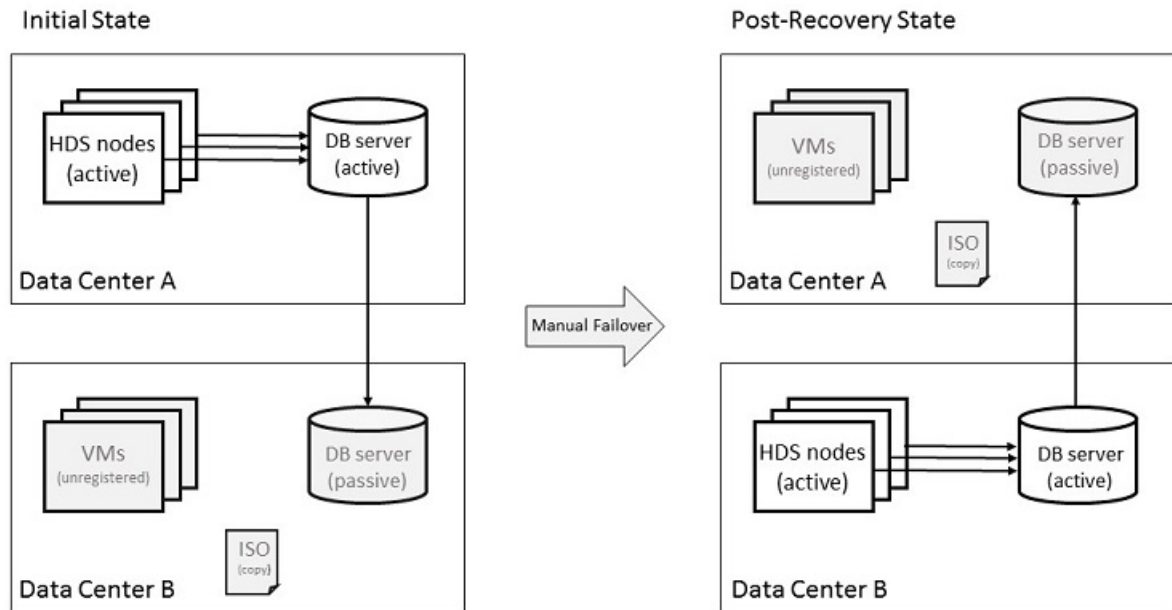 Initial State
HDS nodes
(active)
DB server
(active)
Data Center A
VMs
(unregistered)
DB server
(passive)
ISO
(copy)
Data Center B
Manual Failover
Post-Recovery State
VMs
(unregistered)
DB server
(passive)
ISO
(copy)
Data Center A
HDS nodes
(active)
DB server
(active)
Data Center B